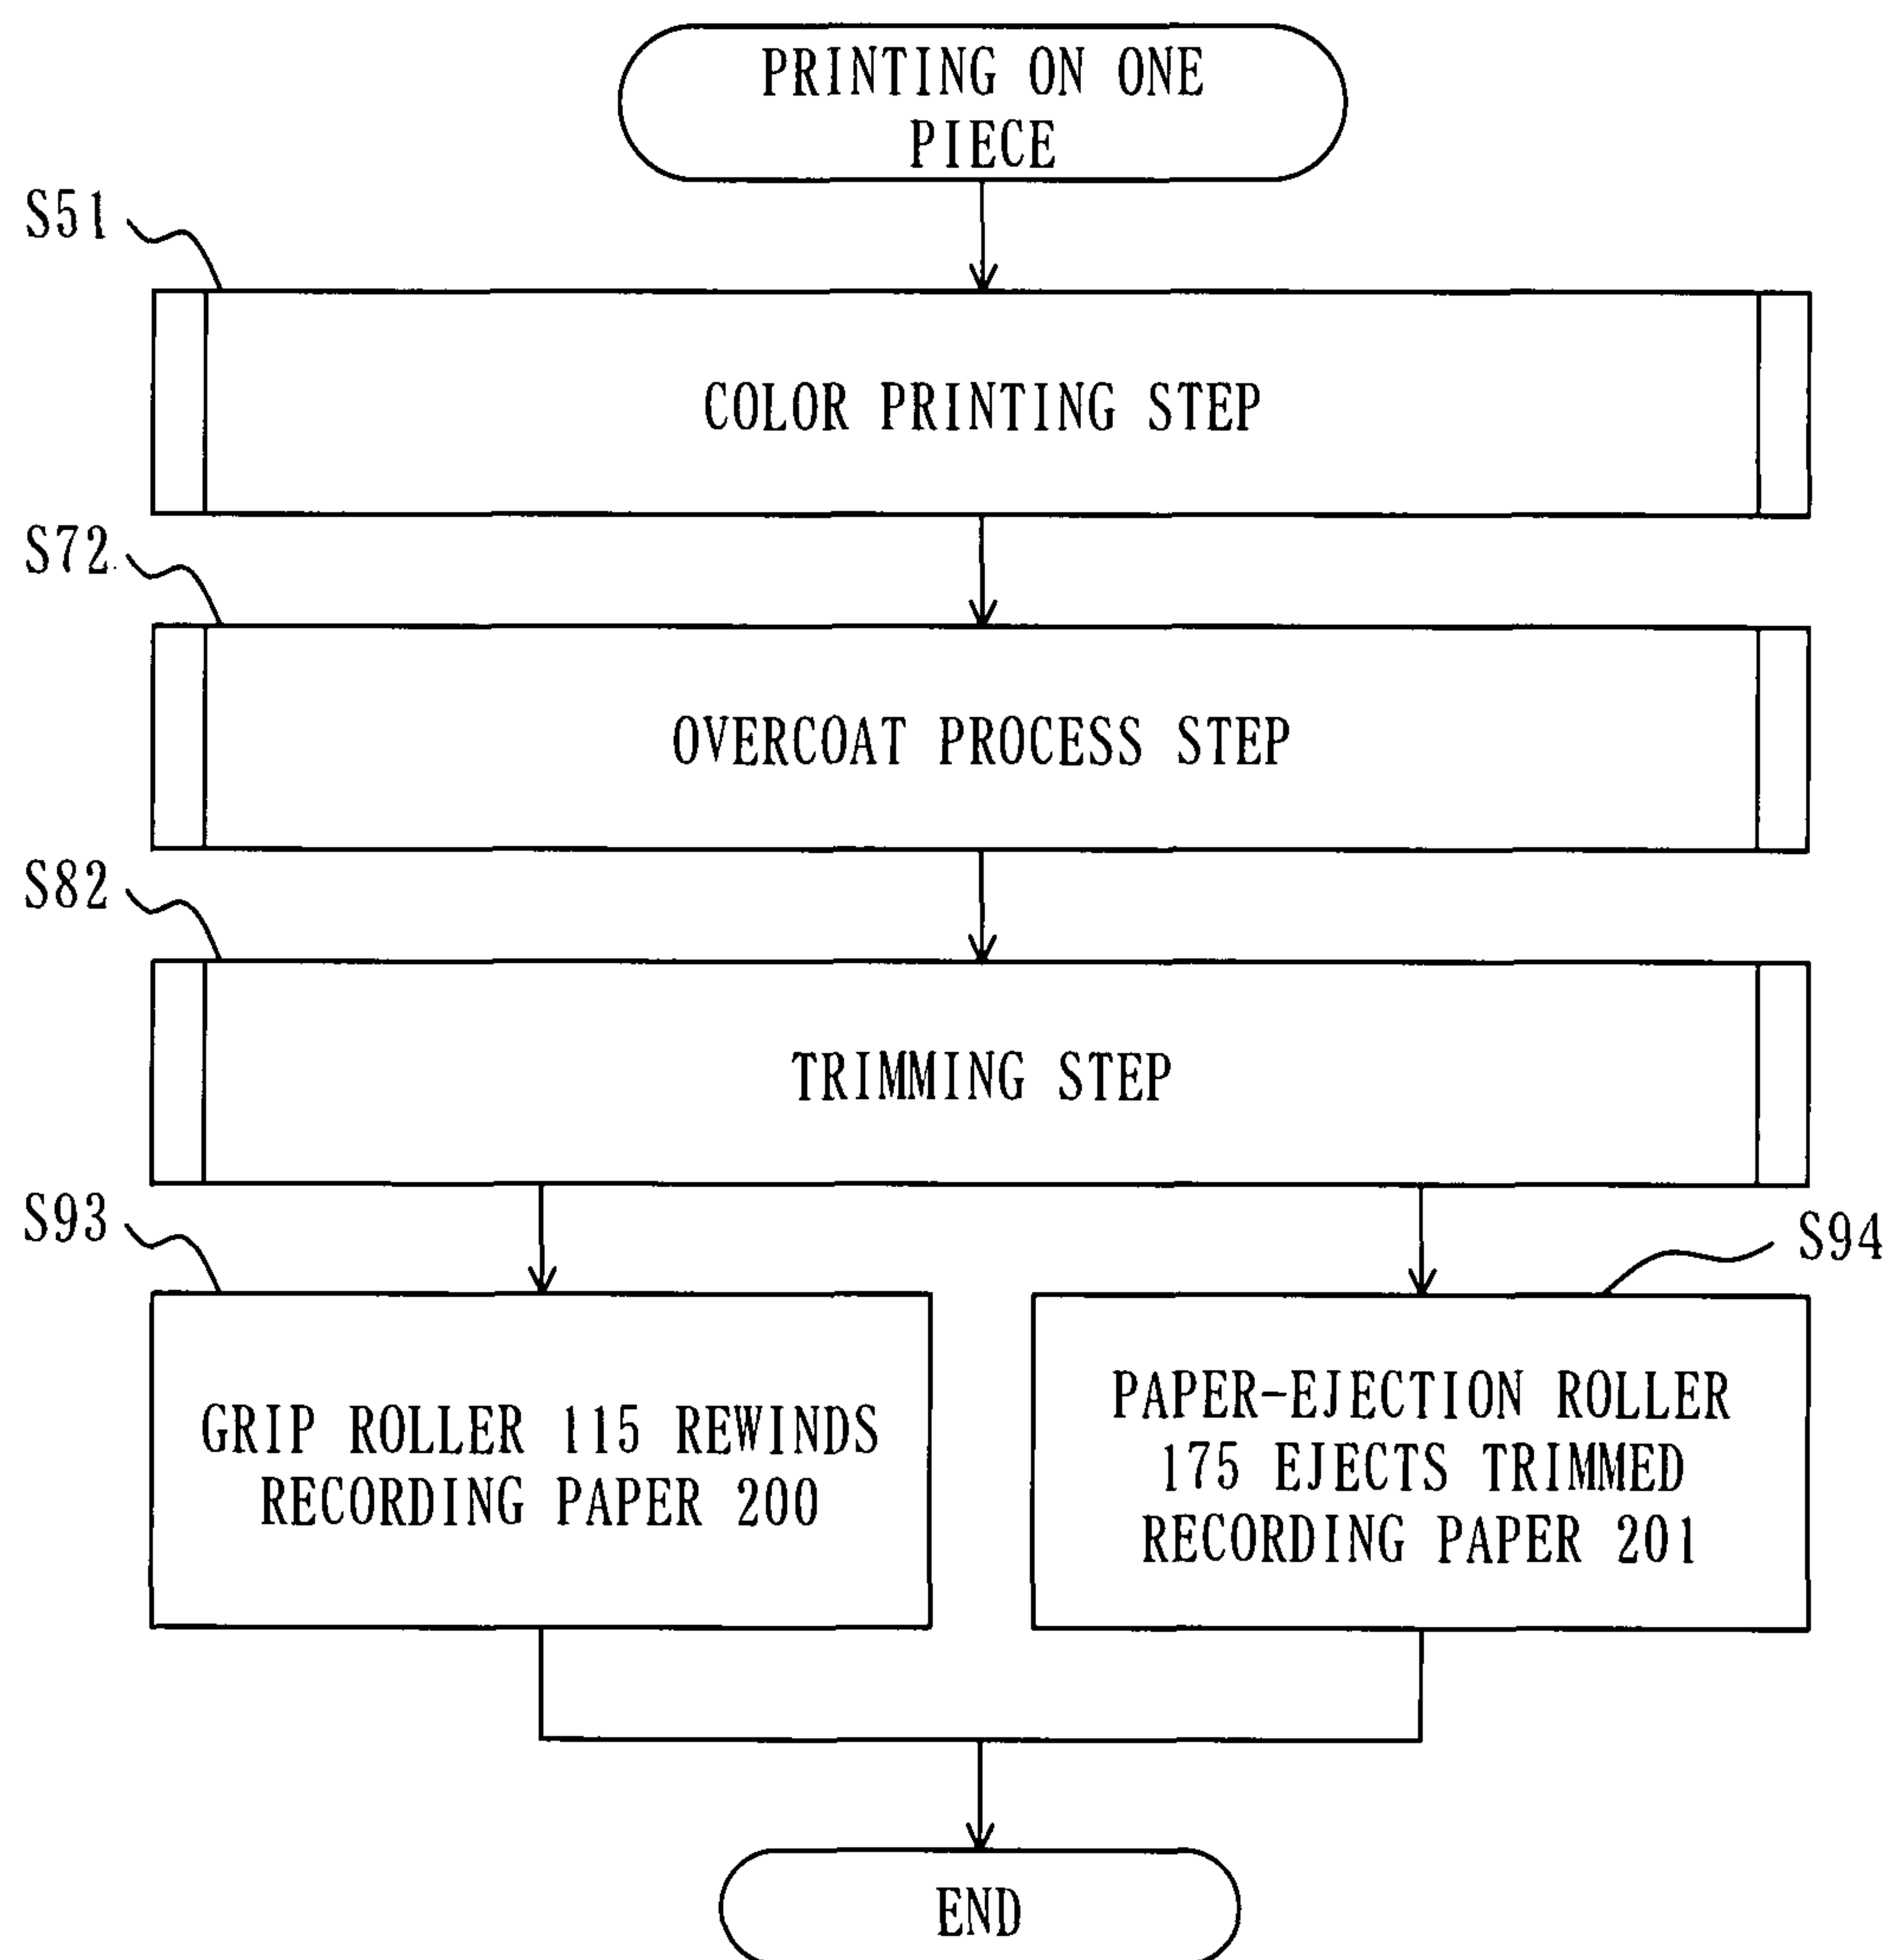 PRINTING ON ONE
PIECE
S51
COLOR PRINTING STEP
S72
OVERCOAT PROCESS STEP
S82
TRIMMING STEP
S93
S94
GRIP ROLLER 115 REWINDS
RECORDING PAPER 200
PAPER-EJECTION ROLLER
175 EJECTS TRIMMED
RECORDING PAPER 201
END